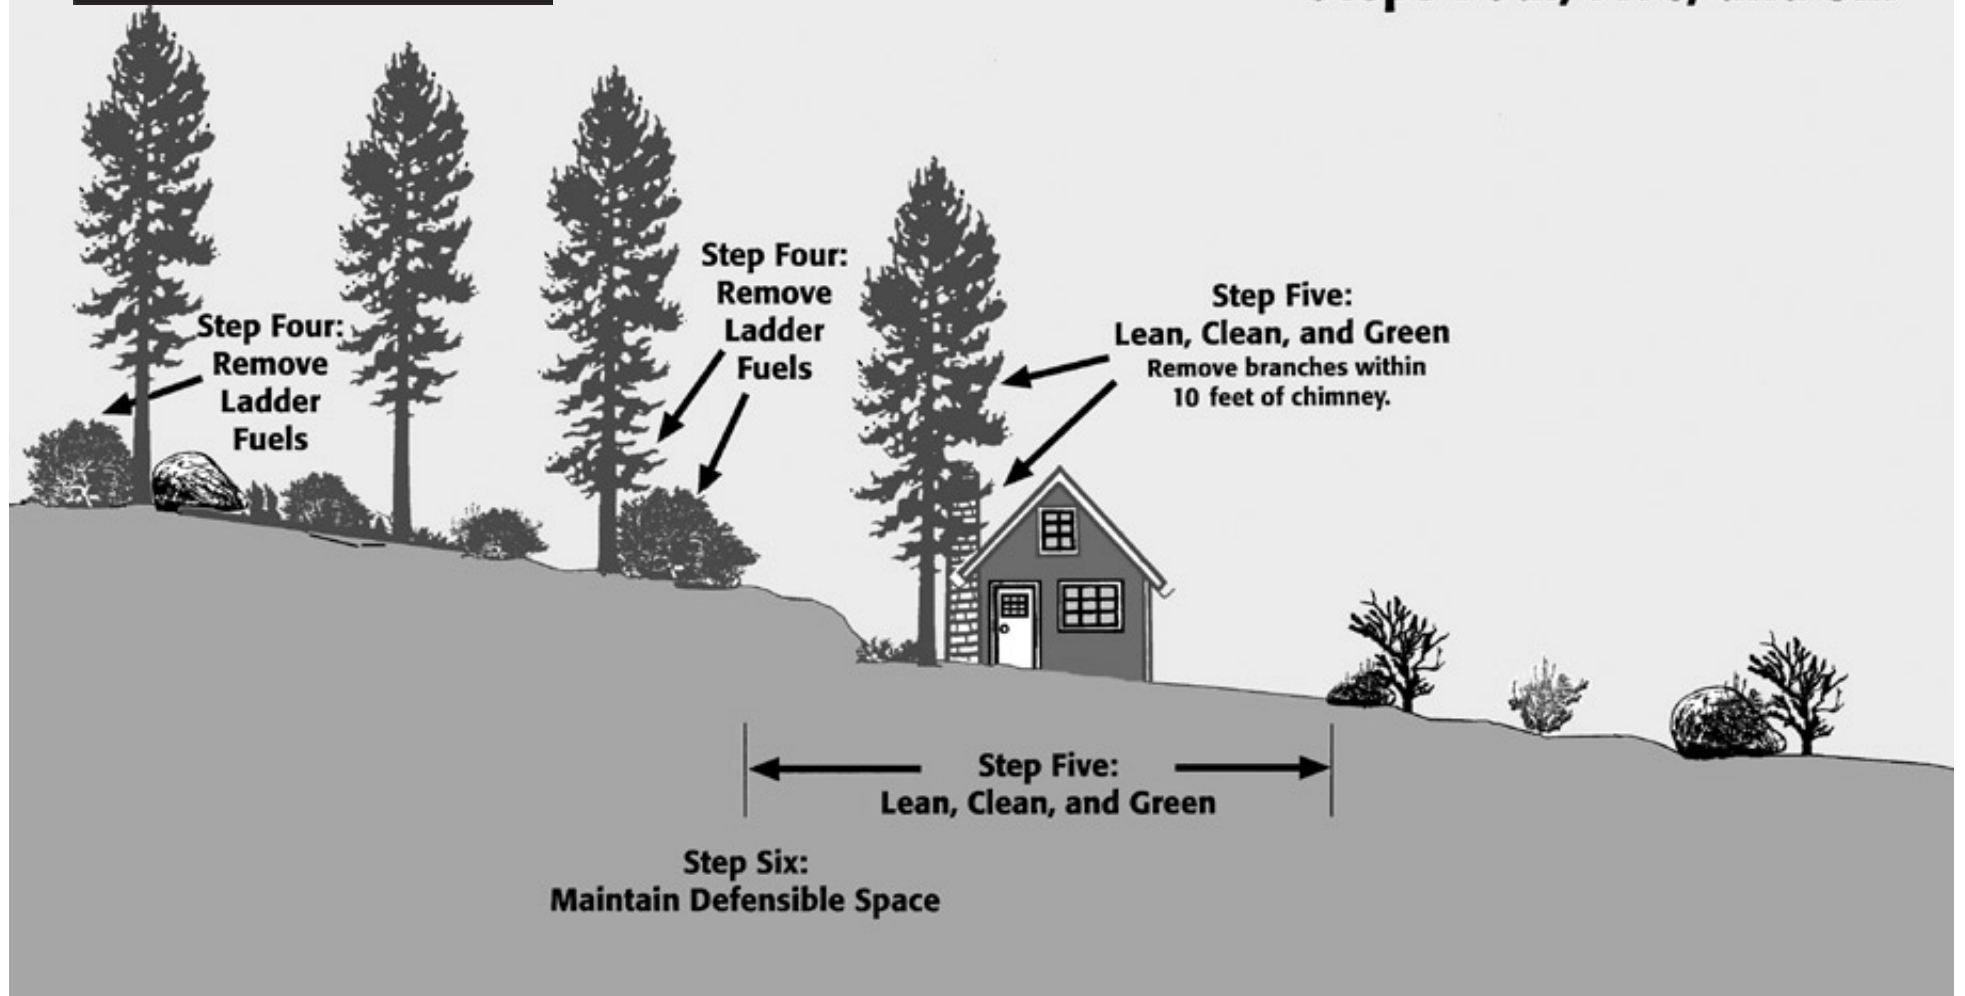 Step Four:
Remove
Ladder
Fuels
Step Four:
Remove
Ladder
Fuels
Step Five:
Lean, Clean, and Green
Remove branches within
10 feet of chimney.
Step Five:
Lean, Clean, and Green
Step Six:
Maintain Defensible Space